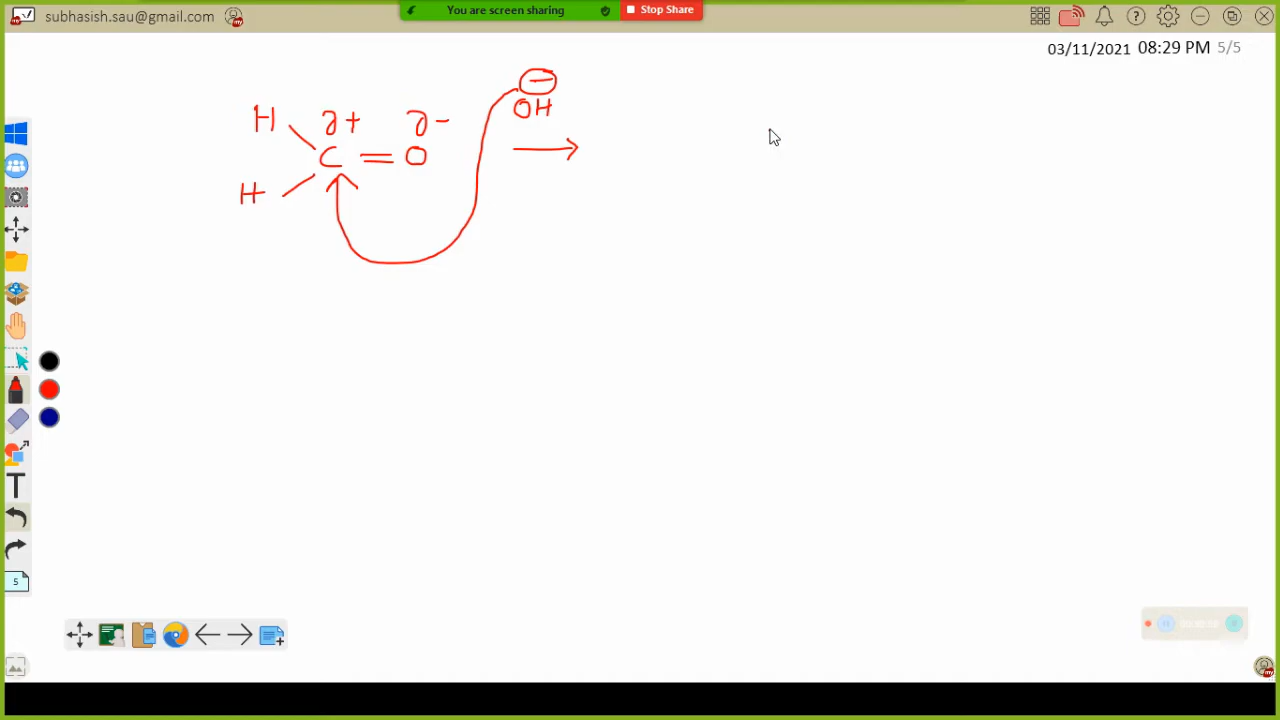 subhasish.sau@gmail.com
You are screen sharing
Stop Share
03/11/2021 08:29 PM 5/5
⊖
H ∂+ ∂- OH
C = O →
H
T
5